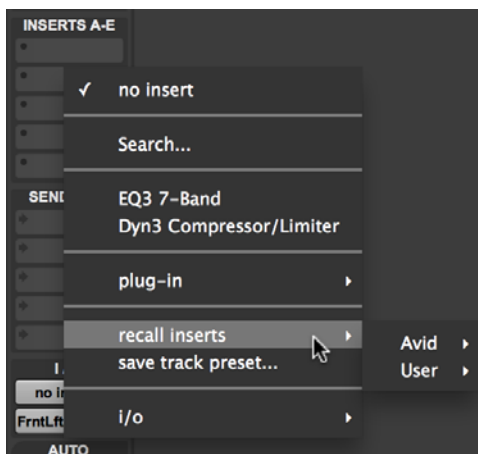 INSERTS A-E
✓ no insert
Search...
SEND
EQ3 7-Band
Dyn3 Compressor/Limiter
plug-in
recall inserts
Avid
save track preset...
User
I
no in
i/o
FrntLft
AUTO